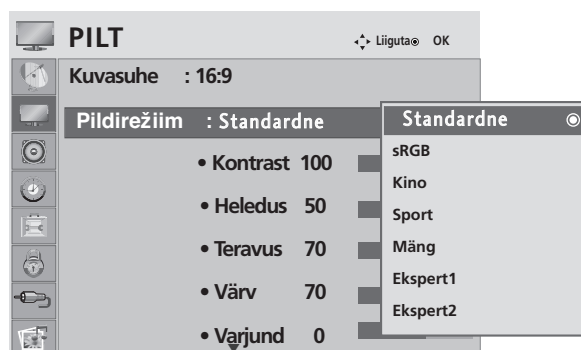 PILT
Liiguta OK
Kuvasuhe : 16:9
Pildirežiim : Standardne
• Kontrast 100
• Heledus 50
• Teravus 70
• Värv 70
• Varjund 0
Standardne
sRGB
Kino
Sport
Mäng
Ekspert1
Ekspert2